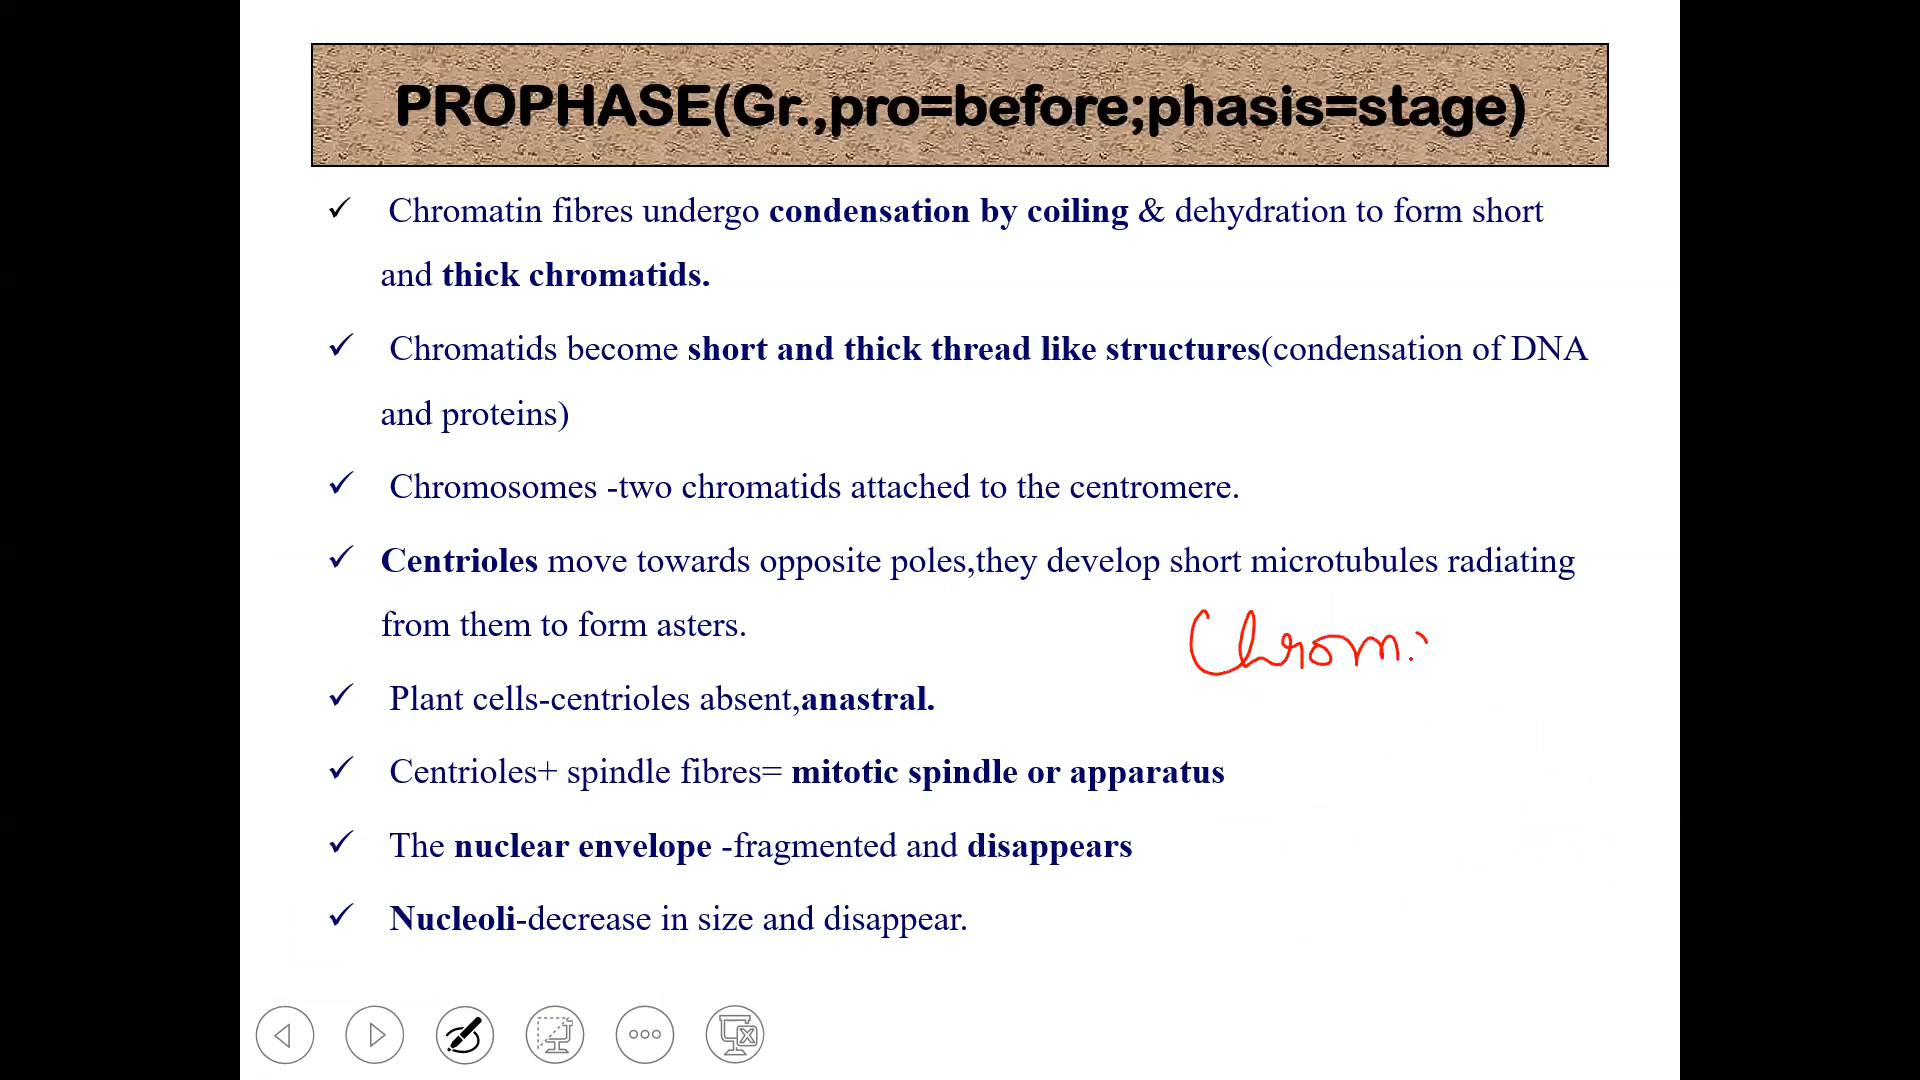 PROPHASE(Gr.,pro=before;phasis=stage)
✓ Chromatin fibres undergo condensation by coiling & dehydration to form short
and thick chromatids.
✓ Chromatids become short and thick thread like structures(condensation of DNA
and proteins)
✓ Chromosomes -two chromatids attached to the centromere.
✓ Centrioles move towards opposite poles,they develop short microtubules radiating
from them to form asters.
Chrom
✓ Plant cells-centrioles absent,anastral.
✓ Centrioles+ spindle fibres= mitotic spindle or apparatus
✓ The nuclear envelope -fragmented and disappears
✓ Nucleoli-decrease in size and disappear.